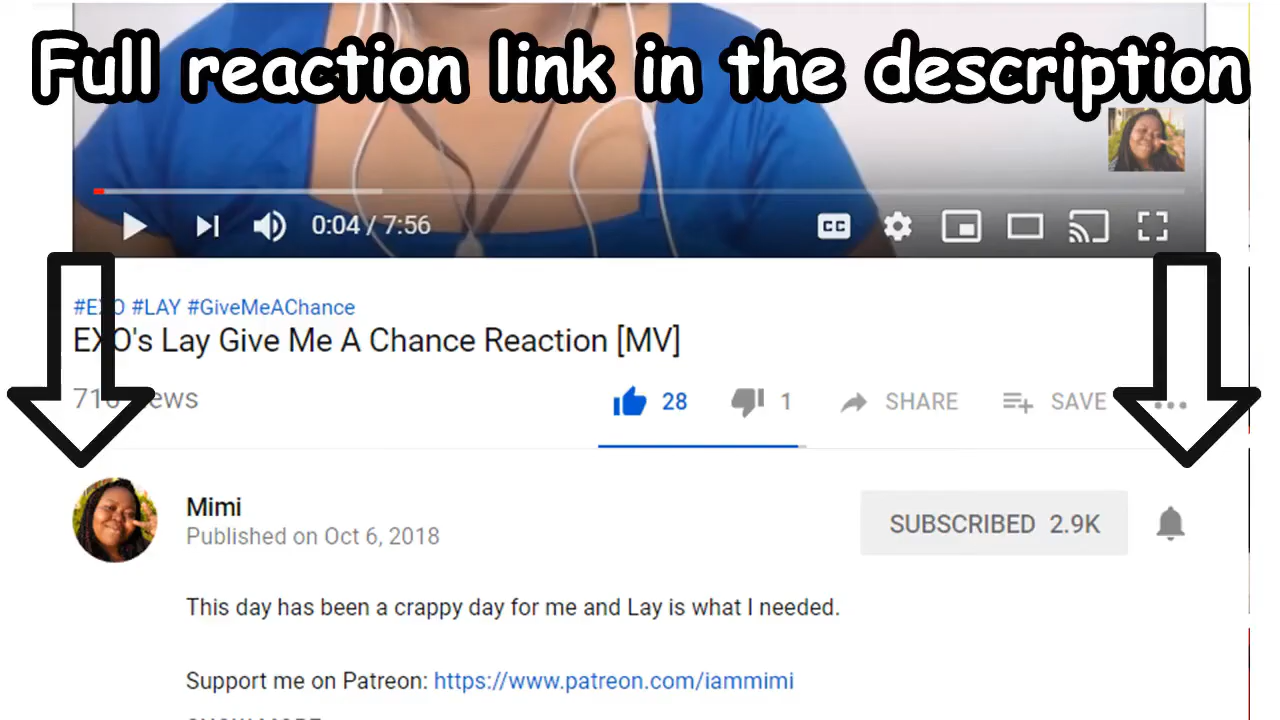 Full reaction link in the description
0:04 / 7:56
CC
#EXO #LAY #GiveMeAChance
EXO's Lay Give Me A Chance Reaction [MV]
28 1 SHARE SAVE
Mimi
Published on Oct 6, 2018
SUBSCRIBED 2.9K
This day has been a crappy day for me and Lay is what I needed.
Support me on Patreon: https://www.patreon.com/iammimi